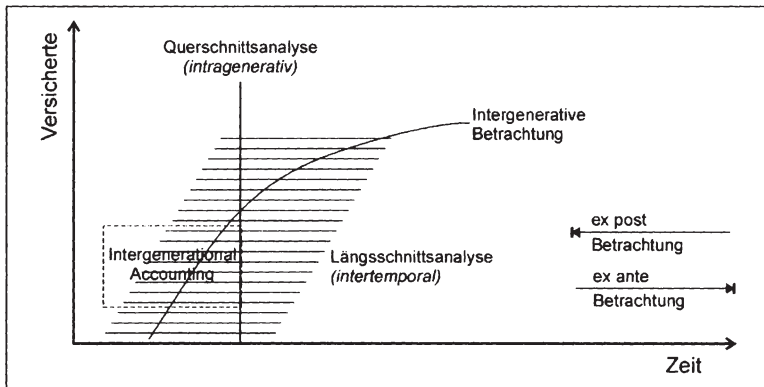 Versicherte
Querschnittsanalyse
(intragenerativ)
Intergenerative
Betrachtung
ex post
Betrachtung
Intergenerational
Accounting
Längsschnittsanalyse
(intertemporal)
ex ante
Betrachtung
Zeit